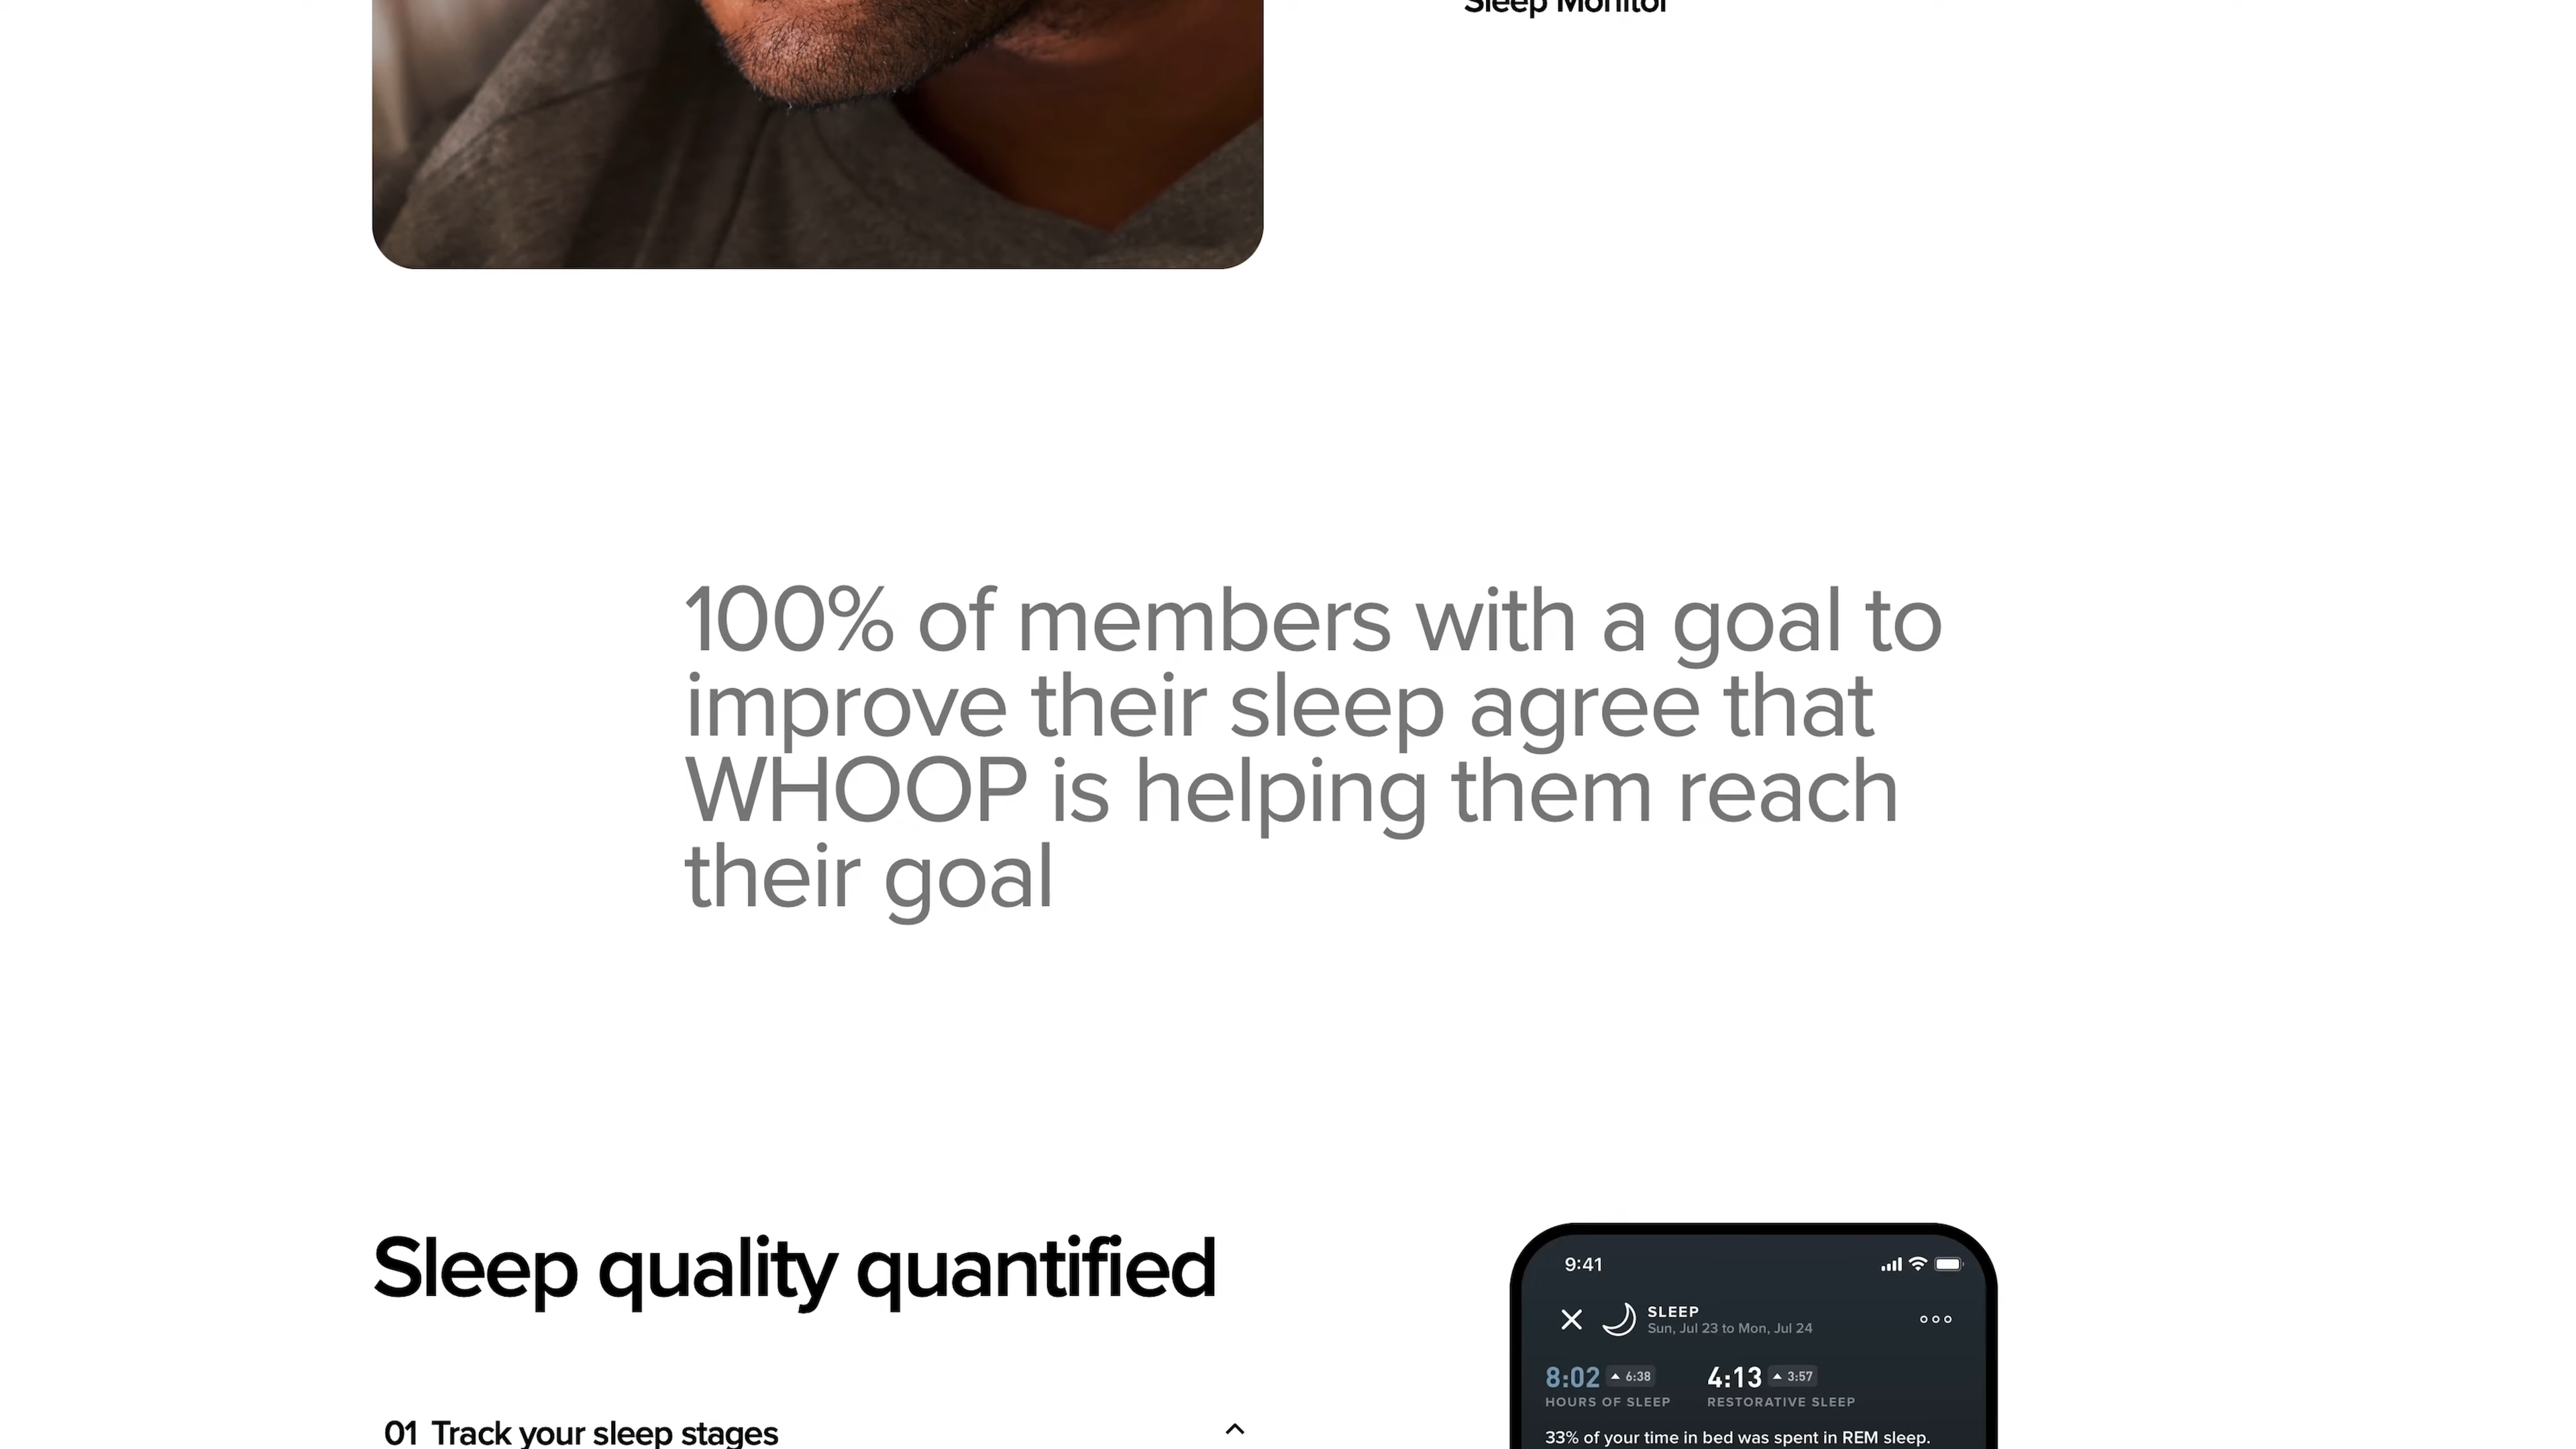 Sleep Monitor
100% of members with a goal to
improve their sleep agree that
WHOOP is helping them reach
their goal
Sleep quality quantified
01 Track your sleep stages
9:41
SLEEP
Sun, Jul 23 to Mon, Jul 24
8:02 6:38 4:13 3:57
HOURS OF SLEEP RESTORATIVE SLEEP
33% of your time in bed was spent in REM sleep.